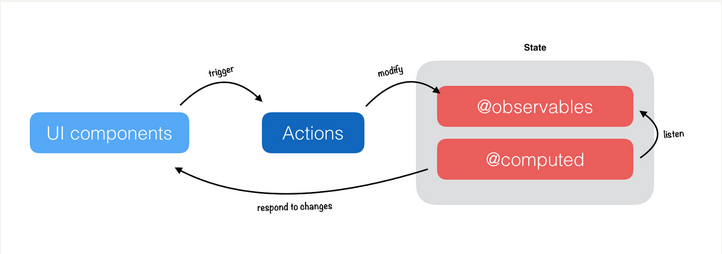 State
trigger
modify
@observables
UI components
Actions
listen
@computed
respond to changes